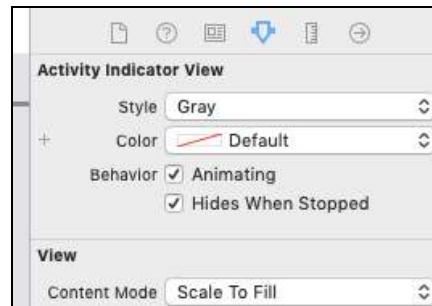 Activity Indicator View
Style Gray
+ Color Default
Behavior Animating
Hides When Stopped
View
Content Mode Scale To Fill